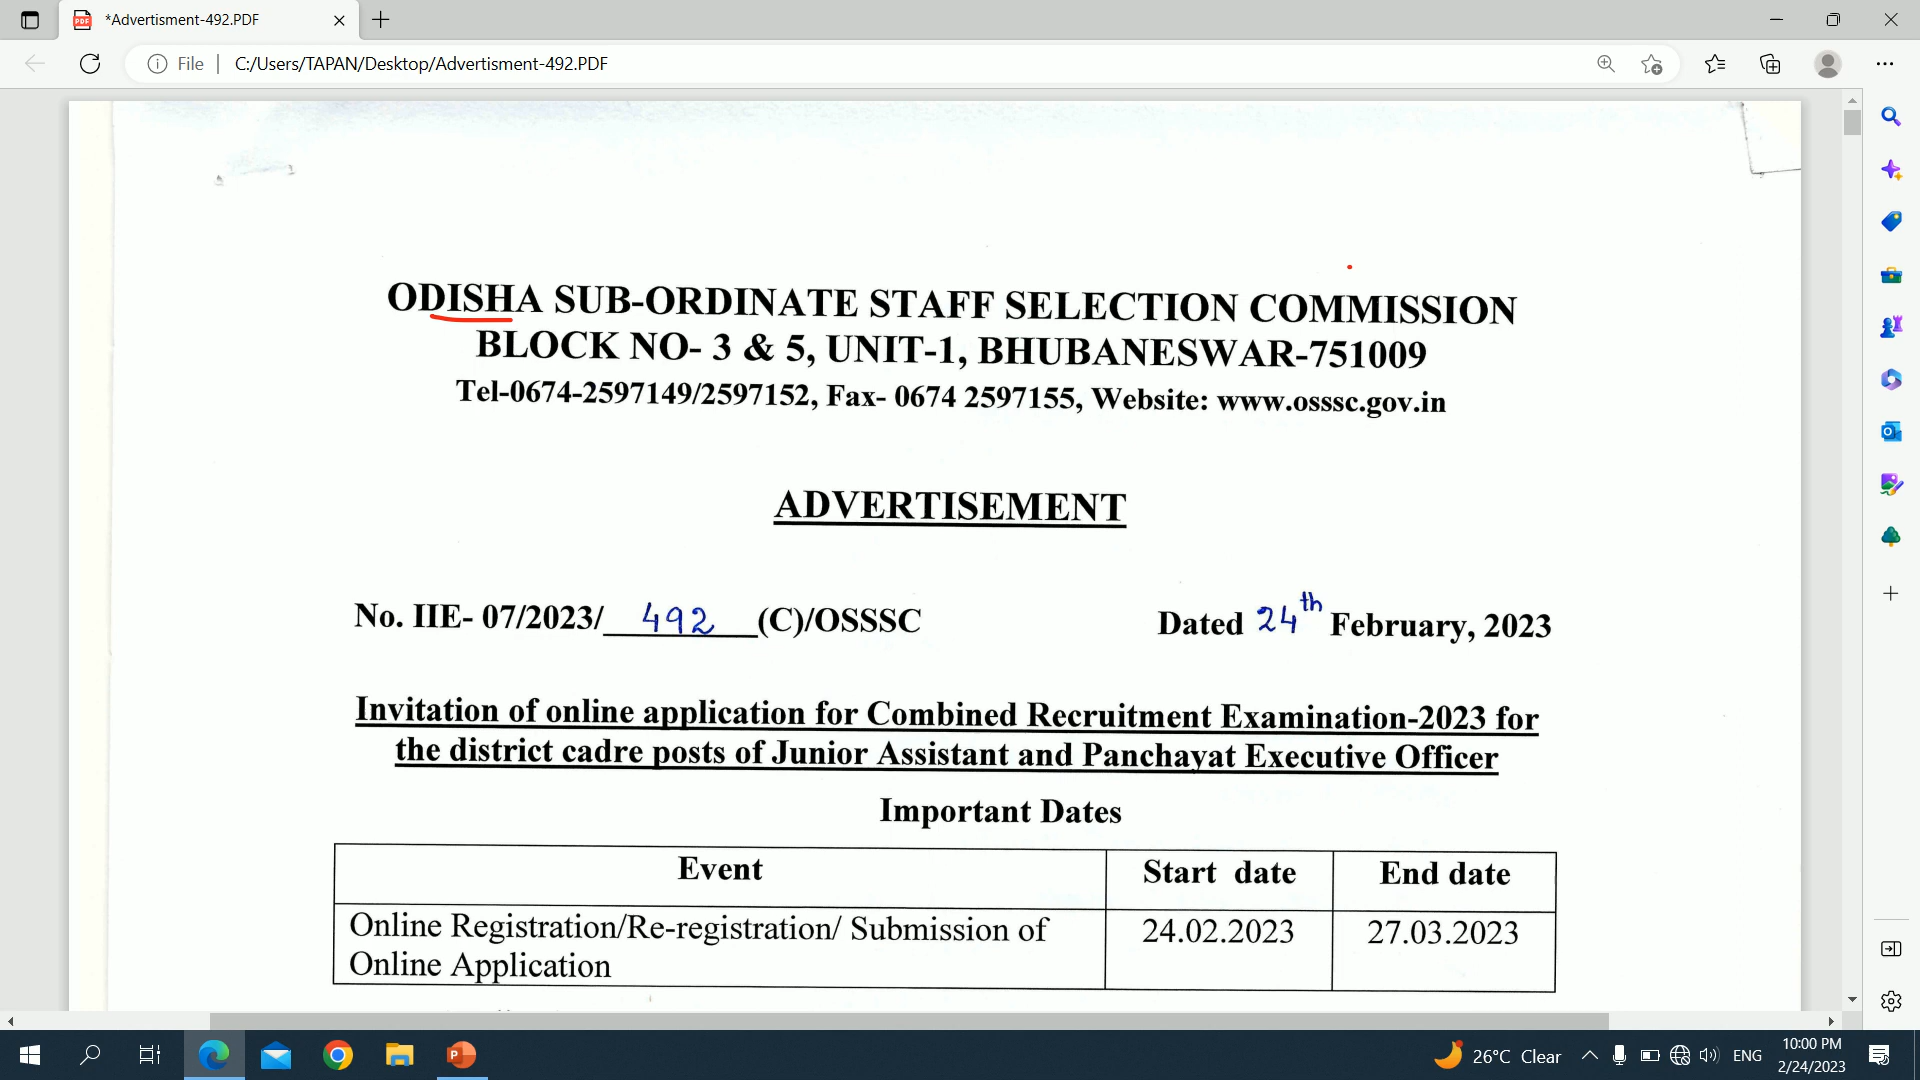 *Advertisment-492.PDF
File
C:/Users/TAPAN/Desktop/Advertisment-492.PDF
ODISHA SUB-ORDINATE STAFF SELECTION COMMISSION
BLOCK NO- 3 & 5, UNIT-1, BHUBANESWAR-751009
Tel-0674-2597149/2597152, Fax- 0674 2597155, Website: www.osssc.gov.in
ADVERTISEMENT
No. IIE- 07/2023/ 492 (C)/OSSSC Dated 24th February, 2023
Invitation of online application for Combined Recruitment Examination-2023 for
the district cadre posts of Junior Assistant and Panchayat Executive Officer
Important Dates
Event Start date End date
Online Registration/Re-registration/ Submission of 24.02.2023 27.03.2023
Online Application
26°C Clear
ENG
10:00 PM
2/24/2023